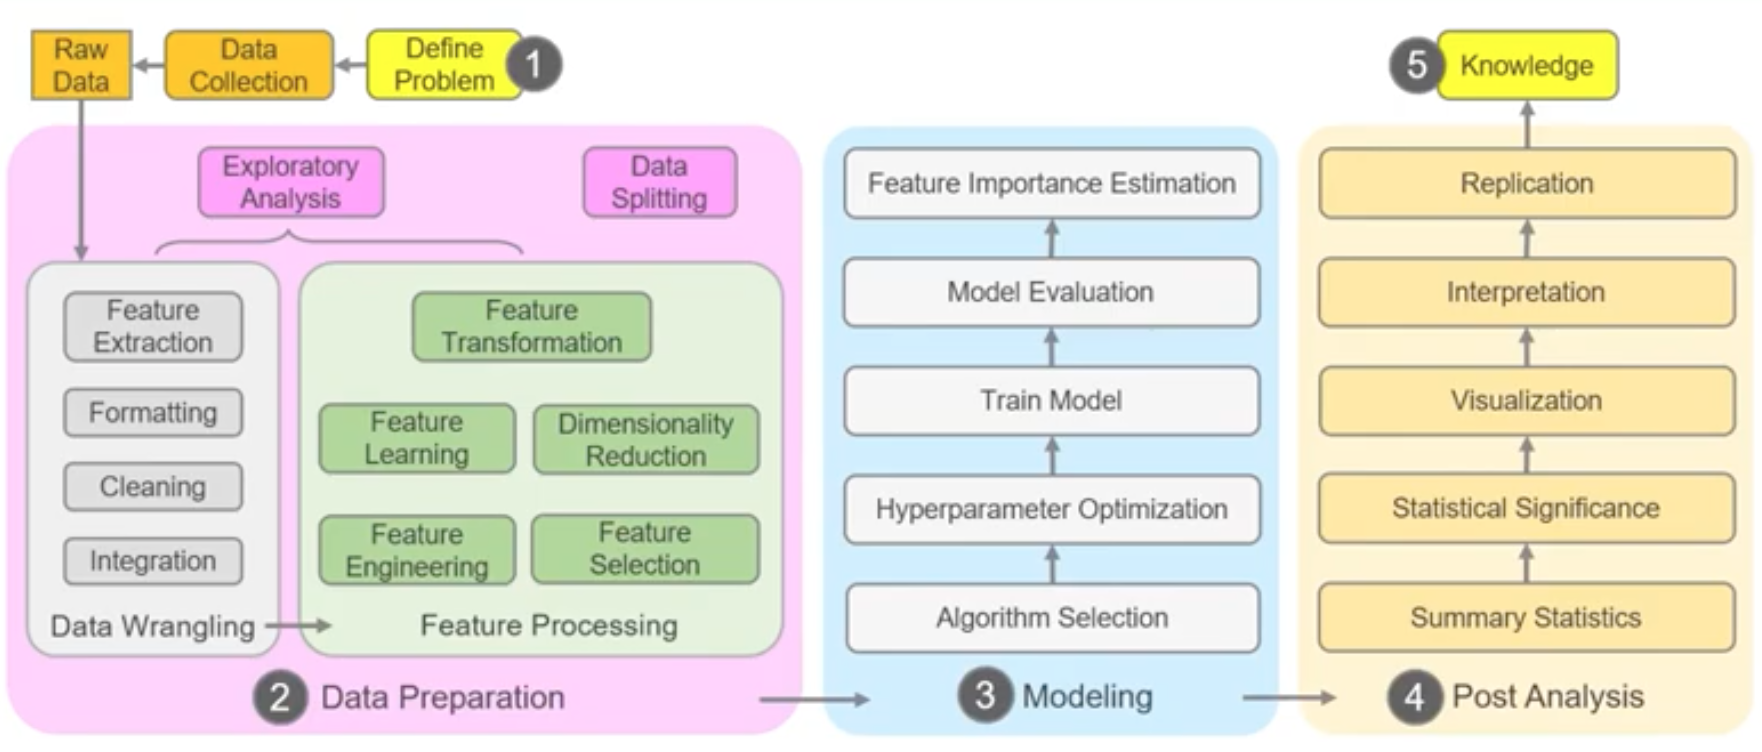 Raw
Data
Data
Collection
Define
Problem
1
5
Knowledge
Exploratory
Analysis
Data
Splitting
Feature
Extraction
Formatting
Cleaning
Integration
Data Wrangling
Feature
Transformation
Feature
Learning
Dimensionality
Reduction
Feature
Engineering
Feature
Selection
Feature Processing
2 Data Preparation
Feature Importance Estimation
Model Evaluation
Train Model
Hyperparameter Optimization
Algorithm Selection
3 Modeling
Replication
Interpretation
Visualization
Statistical Significance
Summary Statistics
4 Post Analysis